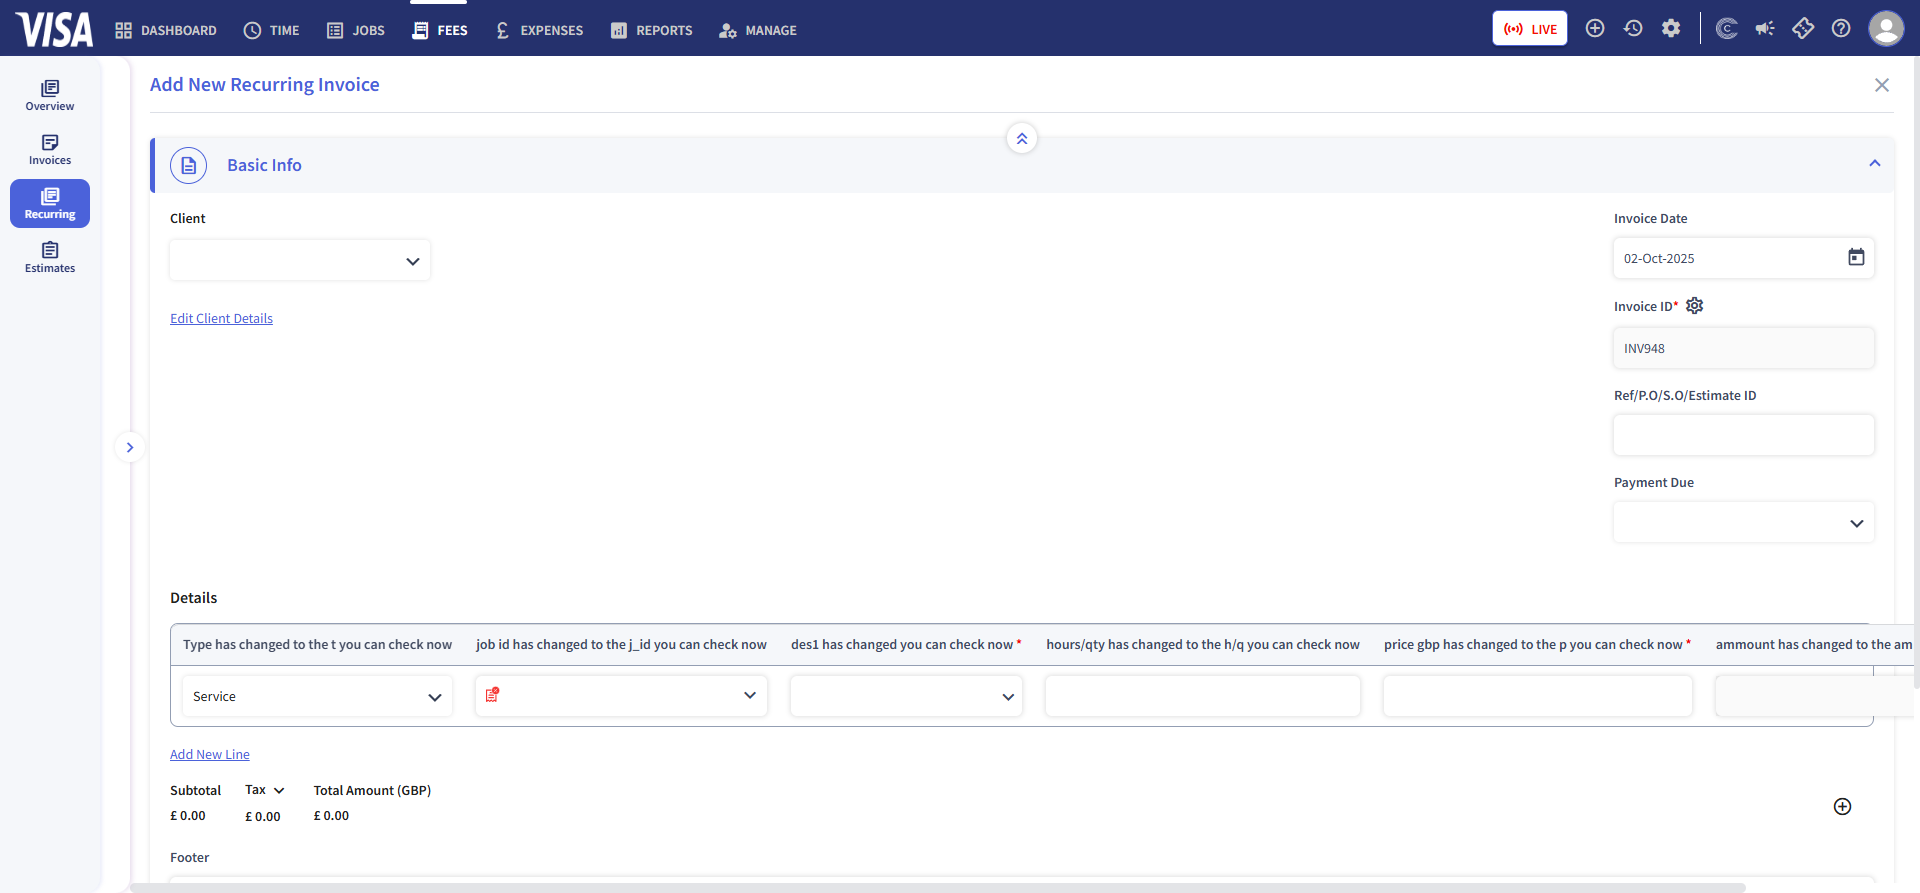 VISA
DASHBOARD
TIME
JOBS
FEES
£ EXPENSES
REPORTS
MANAGE
LIVE
Overview
Invoices
Recurring
Estimates
Add New Recurring Invoice
Basic Info
Client
Edit Client Details
Invoice Date
02-Oct-2025
Invoice ID*
INV948
Ref/P.O/S.O/Estimate ID
Payment Due
Details
Type has changed to the t you can check now
job id has changed to the j_id you can check now
des1 has changed you can check now *
hours/qty has changed to the h/q you can check now
price gbp has changed to the p you can check now *
ammount has changed to the am
Service
Add New Line
Subtotal
Tax
Total Amount (GBP)
£ 0.00
£ 0.00
£ 0.00
Footer